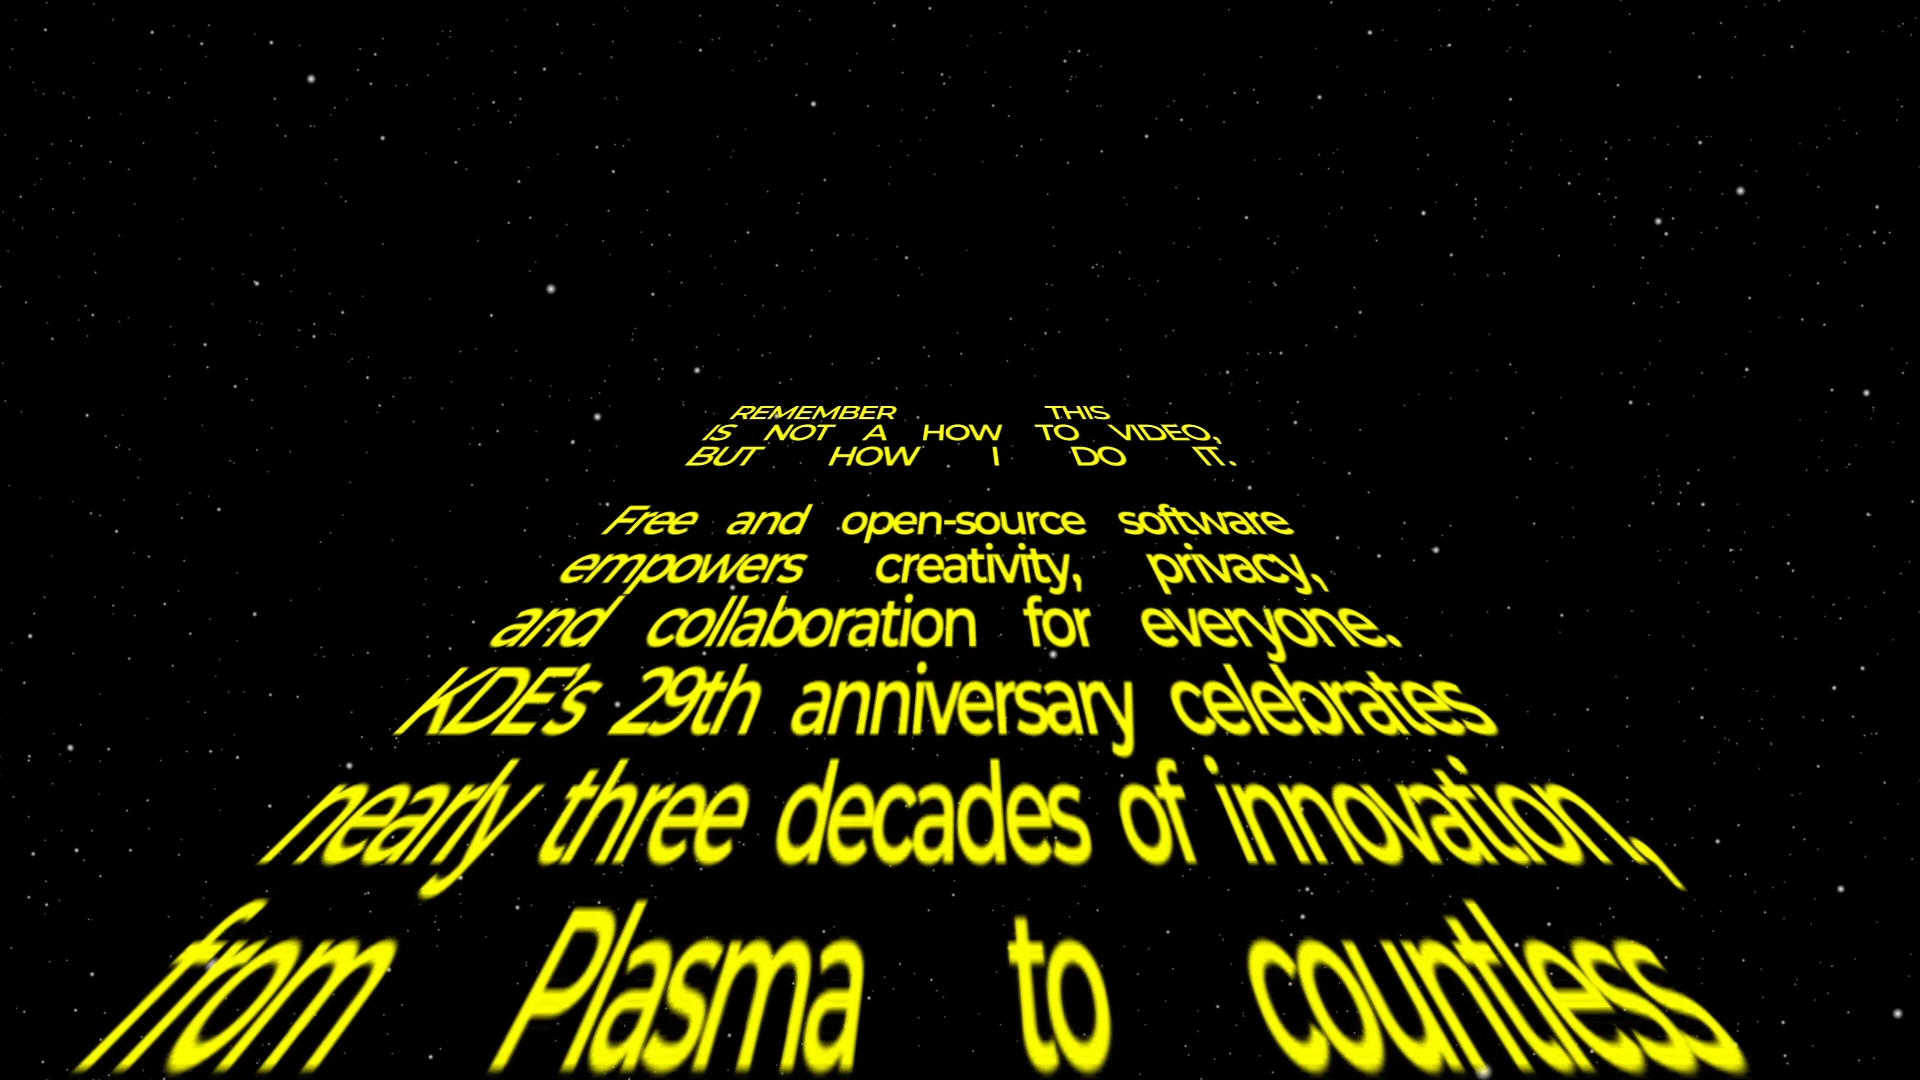 REMEMBER THIS
IS NOT A HOW TO VIDEO,
BUT HOW I DO IT.
Free and open-source software
empowers creativity, privacy,
and collaboration for everyone.
KDE's 29th anniversary celebrates
nearly three decades of innovation,
from Plasma to countless